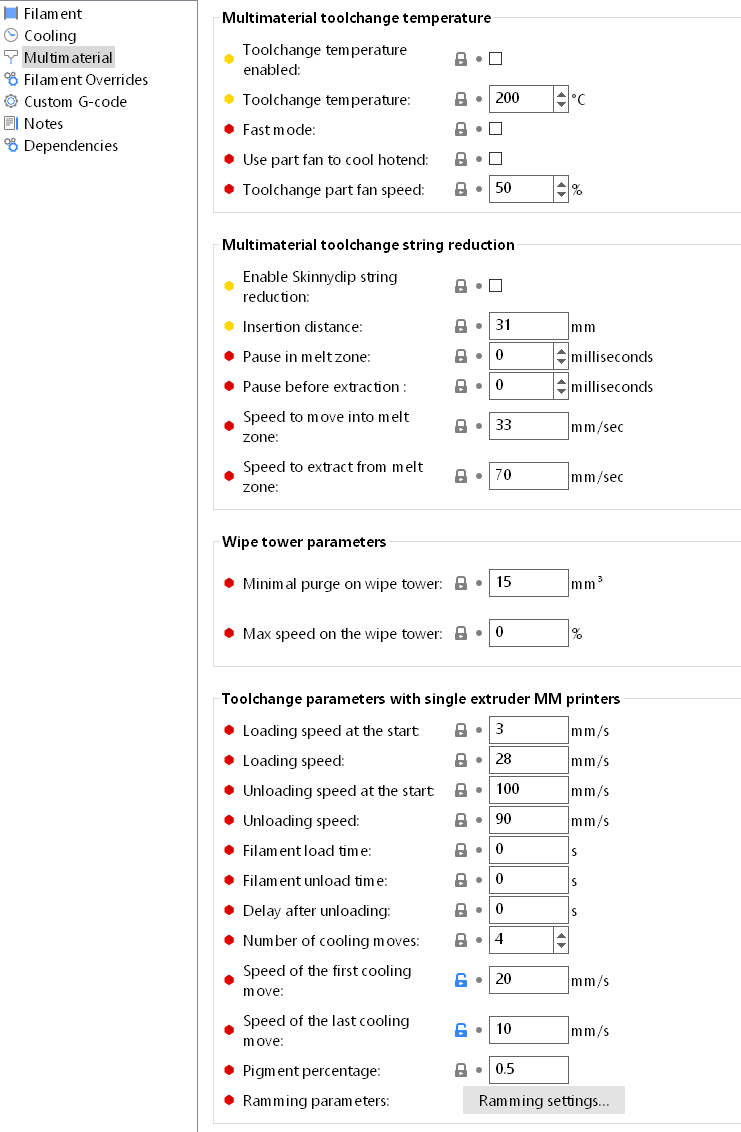 Filament
Cooling
Multimaterial
Filament Overrides
Custom G-code
Notes
Dependencies
Multimaterial toolchange temperature
Toolchange temperature
enabled:
Toolchange temperature: 200 °C
Fast mode:
Use part fan to cool hotend:
Toolchange part fan speed: 50 %
Multimaterial toolchange string reduction
Enable Skinnydip string
reduction:
Insertion distance: 31 mm
Pause in melt zone: 0 milliseconds
Pause before extraction : 0 milliseconds
Speed to move into melt
zone: 33 mm/sec
Speed to extract from melt
zone: 70 mm/sec
Wipe tower parameters
Minimal purge on wipe tower: 15 mm³
Max speed on the wipe tower: 0 %
Toolchange parameters with single extruder MM printers
Loading speed at the start: 3 mm/s
Loading speed: 28 mm/s
Unloading speed at the start: 100 mm/s
Unloading speed: 90 mm/s
Filament load time: 0 s
Filament unload time: 0 s
Delay after unloading: 0 s
Number of cooling moves: 4
Speed of the first cooling
move: 20 mm/s
Speed of the last cooling
move: 10 mm/s
Pigment percentage: 0.5
Ramming parameters: Ramming settings...